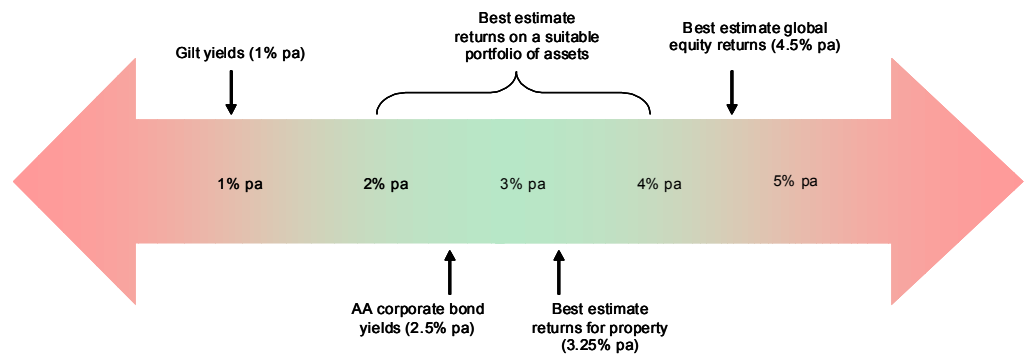 Gilt yields (1% pa)
Best estimate
returns on a suitable
portfolio of assets
Best estimate global
equity returns (4.5% pa)
1% pa
2% pa
3% pa
4% pa
5% pa
AA corporate bond
yields (2.5% pa)
Best estimate
returns for property
(3.25% pa)